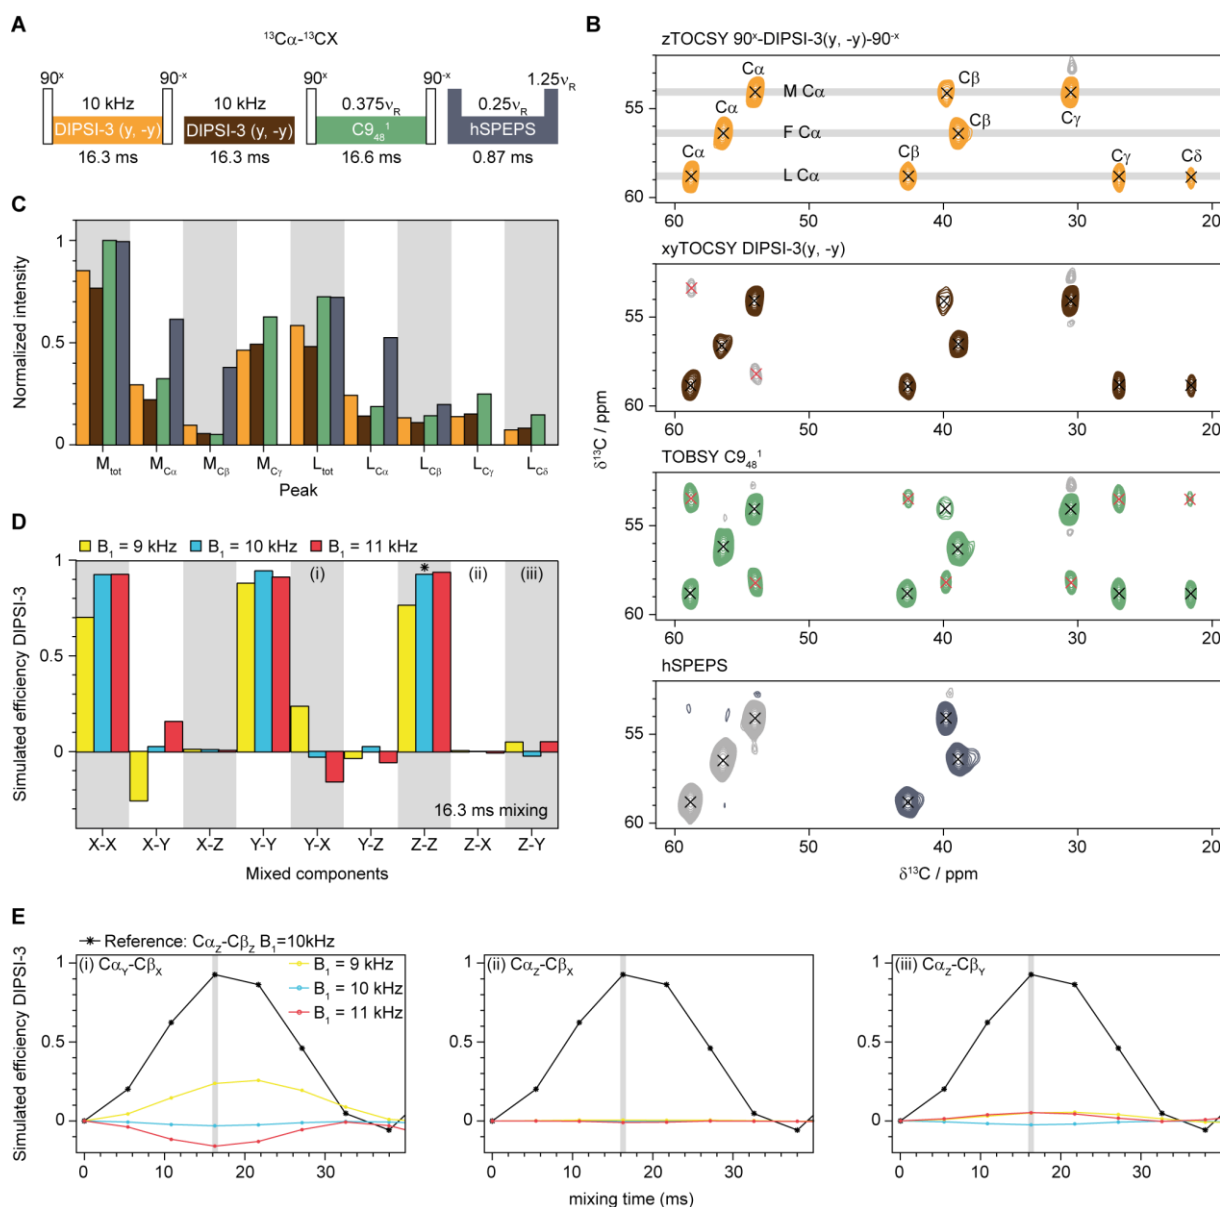 A
¹³Cα-¹³CX
90ˣ 90⁻ˣ 90ˣ 90⁻ˣ 1.25ν_R
10 kHz 10 kHz 0.375ν_R 0.25ν_R
DIPSI-3 (y, -y) DIPSI-3 (y, -y) C9₄₈¹ hSPEPS
16.3 ms 16.3 ms 16.6 ms 0.87 ms
B
zTOCSY 90ˣ-DIPSI-3(y, -y)-90⁻ˣ
Cα M Cα Cβ Cγ
Cα F Cα Cβ
Cα L Cα Cβ Cγ Cδ
55
60
60 50 40 30 20
xyTOCSY DIPSI-3(y, -y)
55
60
TOBSY C9₄₈¹
55
60
60 50 40 30 20
hSPEPS
55
60
60 50 40 30 20
δ¹³C / ppm
δ¹³C / ppm
C
Normalized intensity
1
0.5
0
M_tot M_Cα M_Cβ M_Cγ L_tot L_Cα L_Cβ L_Cγ L_Cδ
Peak
D
B₁ = 9 kHz B₁ = 10 kHz B₁ = 11 kHz
Simulated efficiency DIPSI-3
1
0.5
0
(i) * (ii) (iii)
16.3 ms mixing
X-X X-Y X-Z Y-Y Y-X Y-Z Z-Z Z-X Z-Y
Mixed components
E
Reference: Cα_Z-Cβ_Z B₁=10kHz
Simulated efficiency DIPSI-3
(i) Cα_Y-Cβ_X
B₁ = 9 kHz
B₁ = 10 kHz
B₁ = 11 kHz
1
0.5
0
0 10 20 30
(ii) Cα_Z-Cβ_X
1
0.5
0
0 10 20 30
(iii) Cα_Z-Cβ_Y
1
0.5
0
0 10 20 30
mixing time (ms)